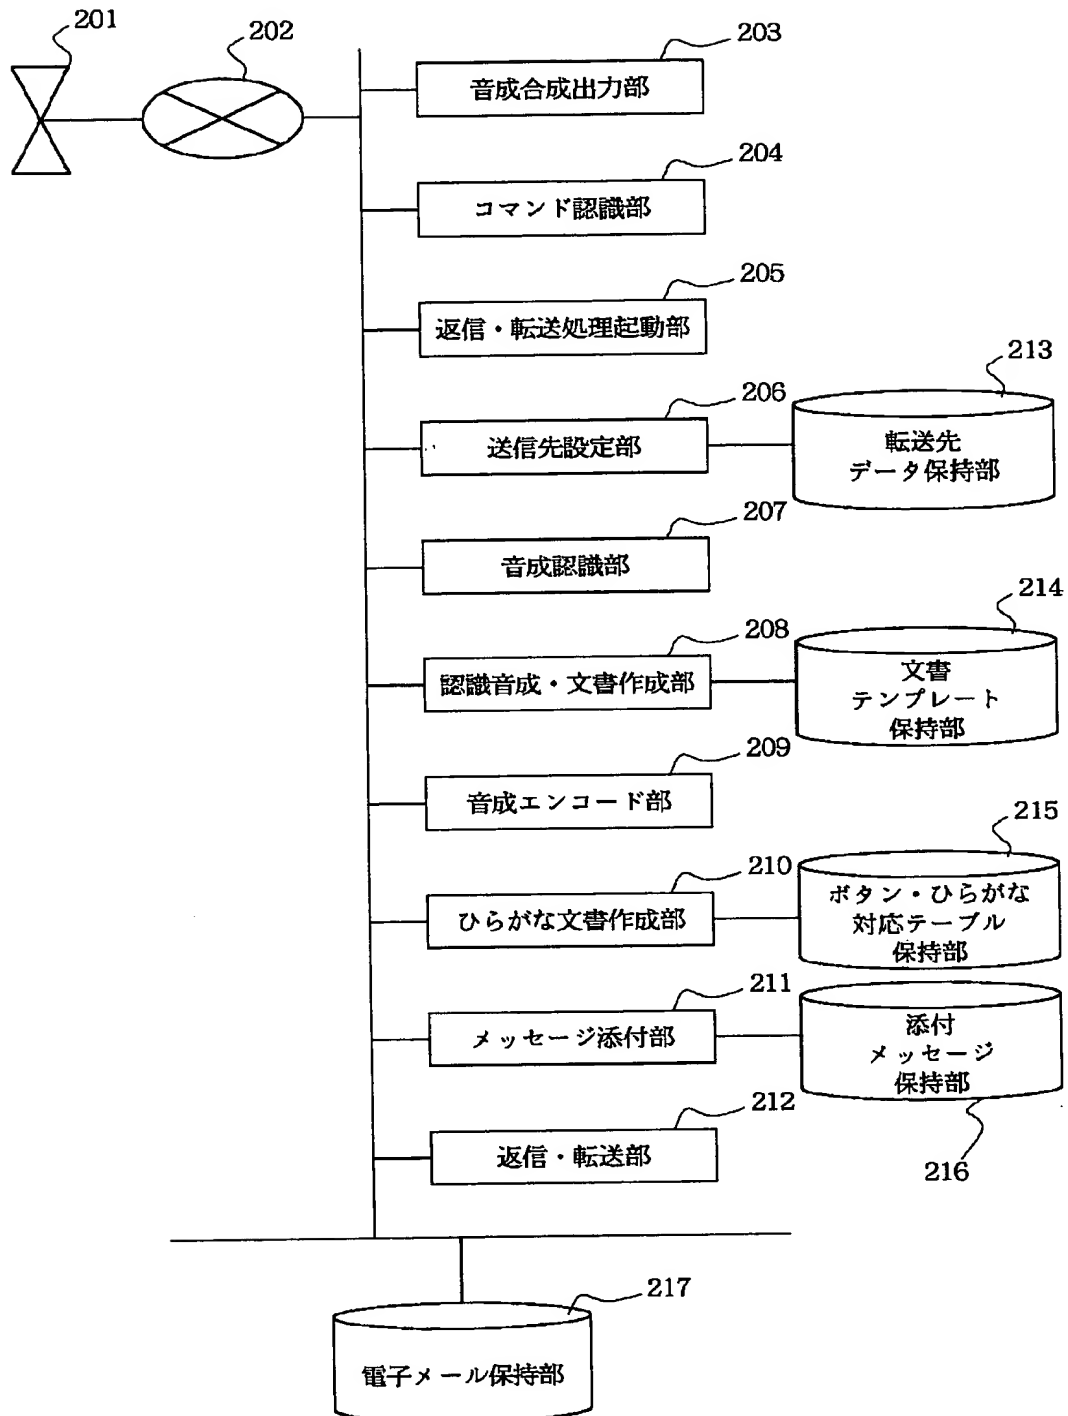 201
202
203
音成合成出力部
204
コマンド認識部
205
返信・転送処理起動部
206
送信先設定部
213
転送先
データ保持部
207
音成認識部
208
認識音成・文書作成部
214
文書
テンプレート
保持部
209
音成エンコード部
210
ひらがな文書作成部
215
ボタン・ひらがな
対応テーブル
保持部
211
メッセージ添付部
添付
メッセージ
保持部
216
212
返信・転送部
217
電子メール保持部